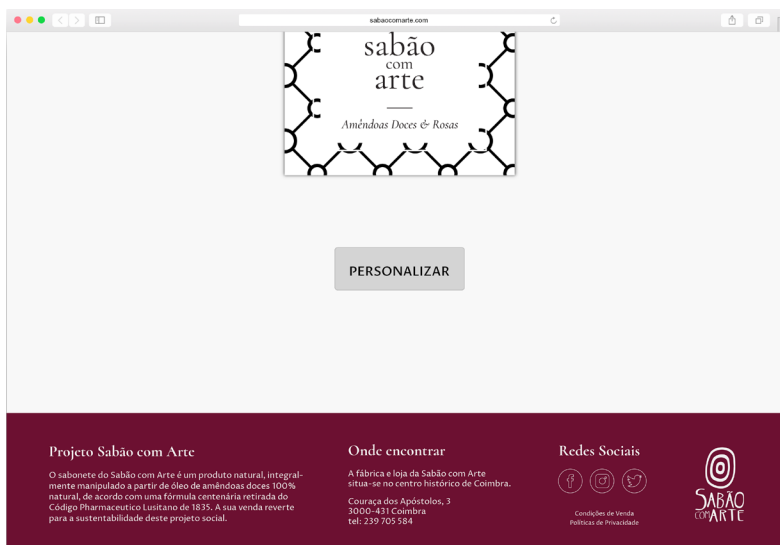 sabaocomarte.com
sabão
com
arte
Amêndoas Doces & Rosas
PERSONALIZAR
Projeto Sabão com Arte
O sabonete do Sabão com Arte é um produto natural, integral-
mente manipulado a partir de óleo de amêndoas doces 100%
natural, de acordo com uma fórmula centenária retirada do
Código Pharmaceutico Lusitano de 1835. A sua venda reverte
para a sustentabilidade deste projeto social.
Onde encontrar
A fábrica e loja da Sabão com Arte
situa-se no centro histórico de Coimbra.
Couraça dos Apóstolos, 3
3000-431 Coimbra
tel: 239 705 584
Redes Sociais
Condições de Venda
Políticas de Privacidade
SABÃO
COMARTE